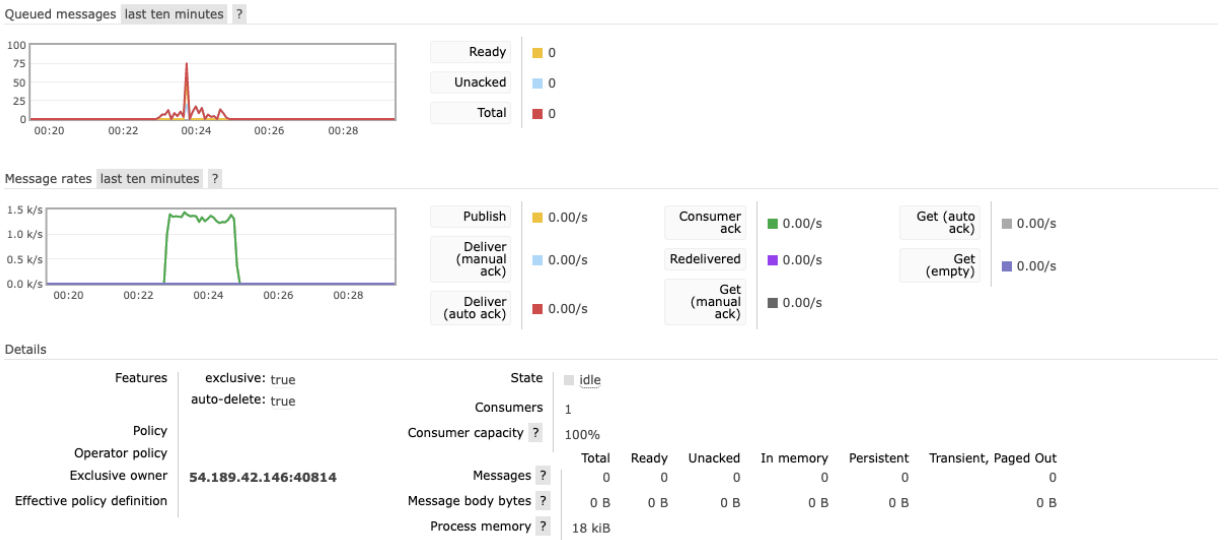 Queued messages last ten minutes ?
100
75
50
25
0
00:20 00:22 00:24 00:26 00:28
Ready 0
Unacked 0
Total 0
Message rates last ten minutes ?
1.5 k/s
1.0 k/s
0.5 k/s
0.0 k/s
00:20 00:22 00:24 00:26 00:28
Publish 0.00/s
Deliver
(manual
ack) 0.00/s
Deliver
(auto ack) 0.00/s
Consumer
ack 0.00/s
Redelivered 0.00/s
Get
(manual
ack) 0.00/s
Get (auto
ack) 0.00/s
Get
(empty) 0.00/s
Details
Features exclusive: true
auto-delete: true
Policy
Operator policy
Exclusive owner 54.189.42.146:40814
Effective policy definition
State idle
Consumers 1
Consumer capacity ? 100%
Total Ready Unacked In memory Persistent Transient, Paged Out
Messages ? 0 0 0 0 0 0
Message body bytes ? 0 B 0 B 0 B 0 B 0 B 0 B
Process memory ? 18 kiB